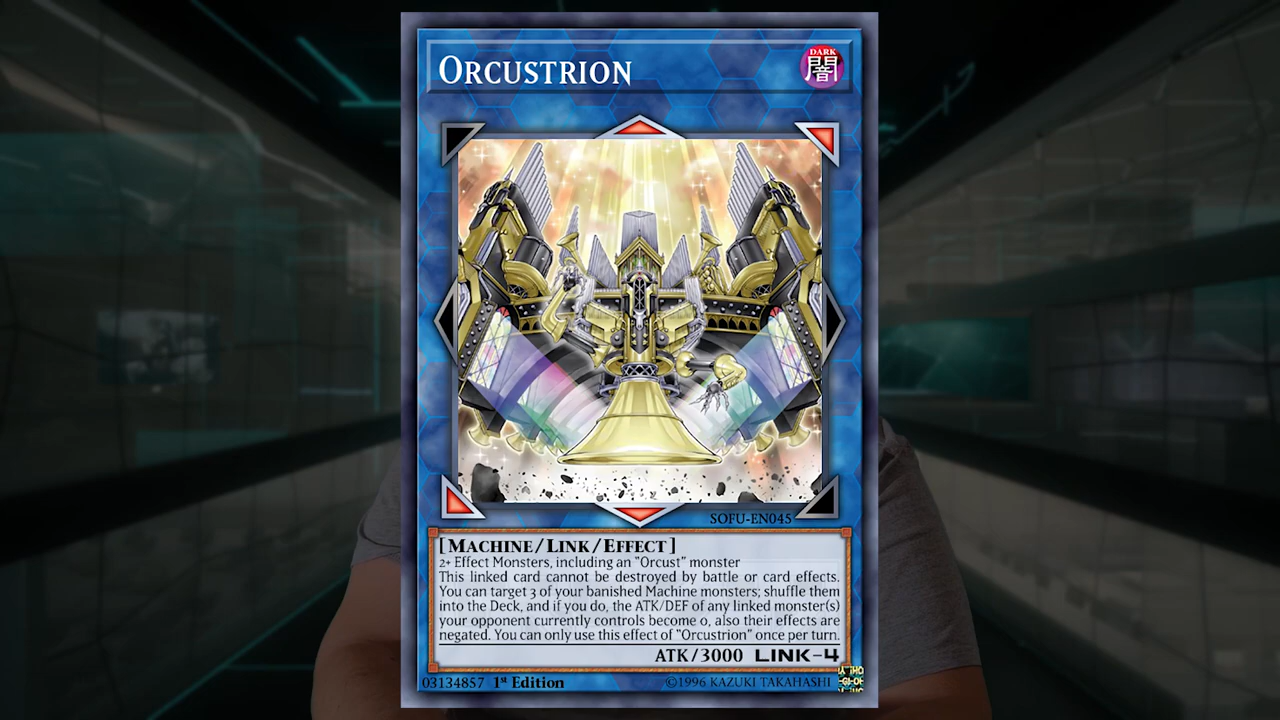 ORCUSTRION
DARK
闇
SOFU-EN045
[MACHINE/LINK/EFFECT]
2+ Effect Monsters, including an "Orcust" monster
This linked card cannot be destroyed by battle or card effects.
You can target 3 of your banished Machine monsters; shuffle them
into the Deck, and if you do, the ATK/DEF of any linked monster(s)
your opponent currently controls become 0, also their effects are
negated. You can only use this effect of "Orcustrion" once per turn.
ATK/3000 LINK-4
03134857 1st Edition ©1996 KAZUKI TAKAHASHI